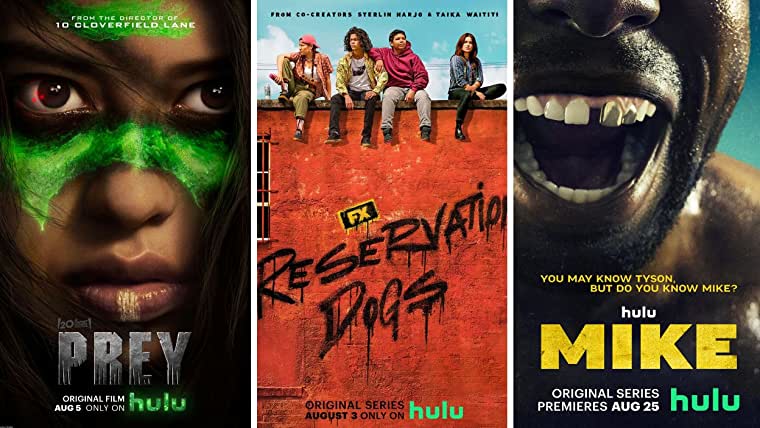 FROM THE DIRECTOR OF
10 CLOVERFIELD LANE
PREY
ORIGINAL FILM
AUG 5 ONLY ON hulu
FROM CO-CREATORS STERLIN HARJO & TAIKA WAITITI
FX
RESERVATION
DOGS
ORIGINAL SERIES
AUGUST 3 ONLY ON hulu
YOU MAY KNOW TYSON,
BUT DO YOU KNOW MIKE?
hulu
MIKE
ORIGINAL SERIES
PREMIERES AUG 25 hulu